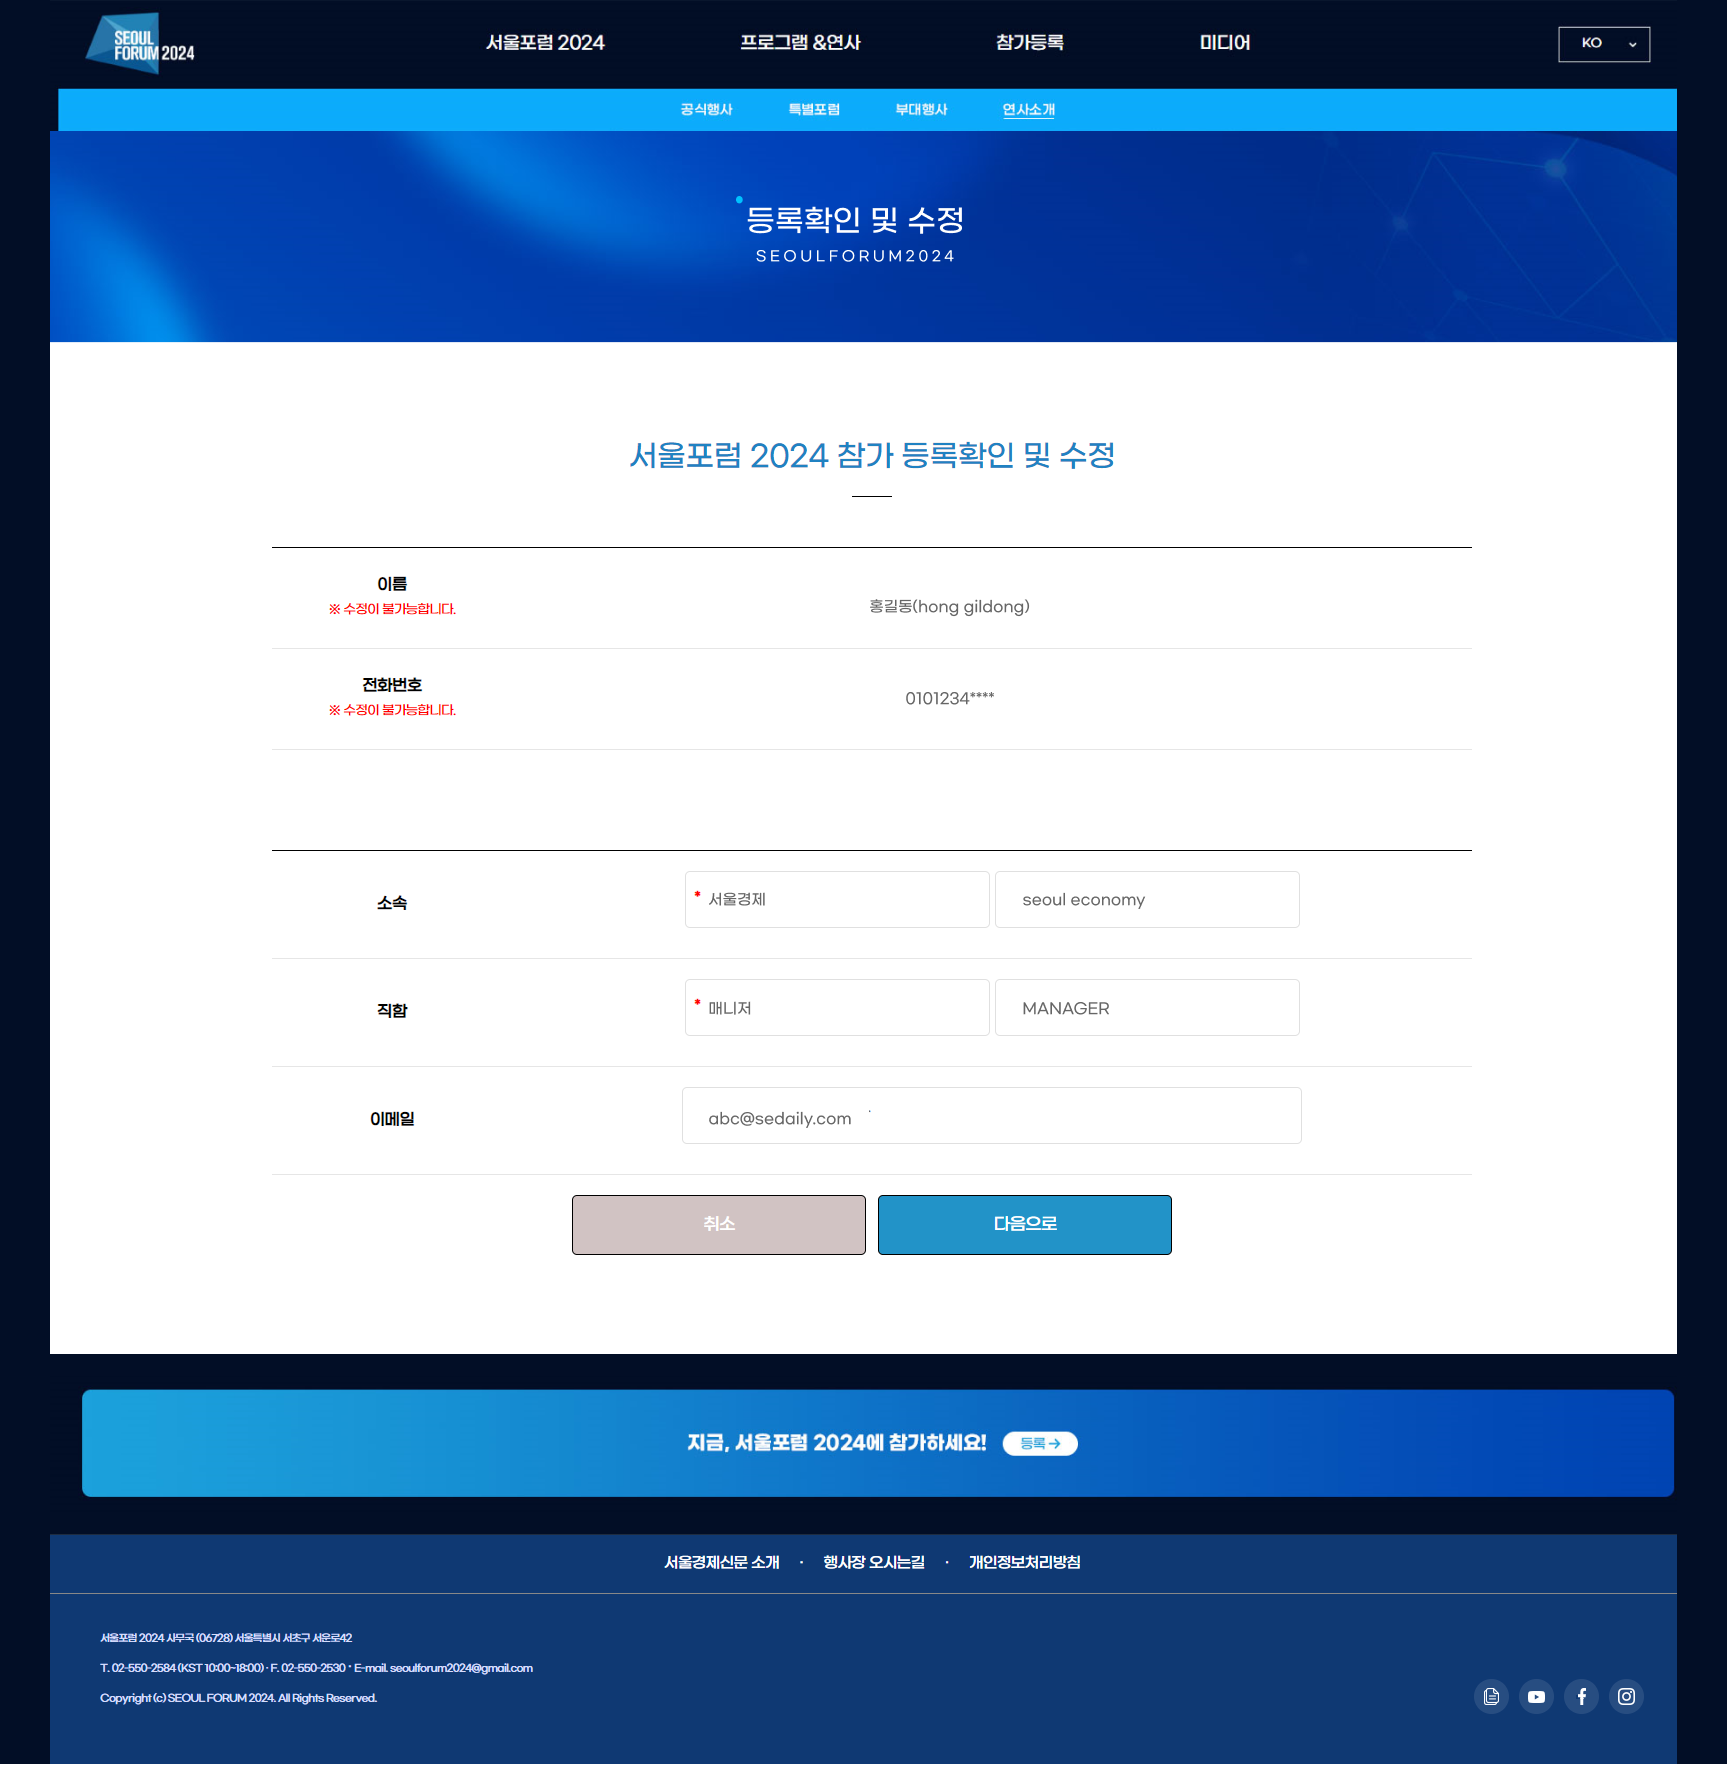 SEOUL
FORUM 2024
서울포럼 2024
프로그램 &연사
참가등록
미디어
KO
공식행사
특별포럼
부대행사
연사소개
등록확인 및 수정
SEOULFORUM2024
서울포럼 2024 참가 등록확인 및 수정
이름
※ 수정이 불가능합니다.
홍길동(hong gildong)
전화번호
※ 수정이 불가능합니다.
0101234****
소속
* 서울경제
seoul economy
직함
* 매니저
MANAGER
이메일
abc@sedaily.com
취소
다음으로
지금, 서울포럼 2024에 참가하세요!
등록 →
서울경제신문 소개 · 행사장 오시는길 · 개인정보처리방침
서울포럼 2024 사무국 (06728) 서울특별시 서초구 서운로42
T. 02-550-2584 (KST 10:00~18:00) · F. 02-550-2530 · E-mail. seoulforum2024@gmail.com
Copyright (c) SEOUL FORUM 2024. All Rights Reserved.